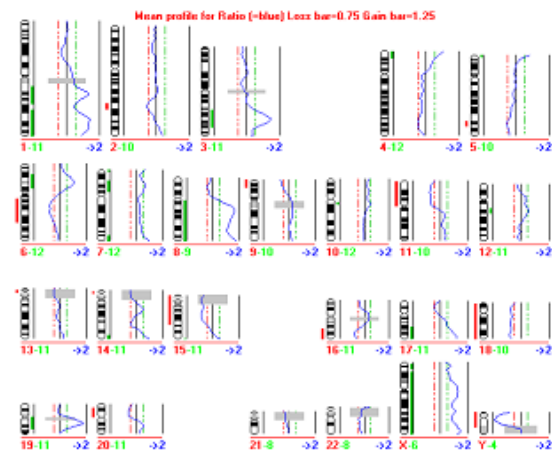 Mean profile for Ratio (=blue) Loss bar=0.75 Gain bar=1.25
1-11 ->2 2-10 ->2 3-11 ->2 4-12 ->2 5-10 ->2
6-12 ->2 7-12 ->2 8-9 ->2 9-10 ->2 10-12 ->2 11-10 ->2 12-11 ->2
13-11 ->2 14-11 ->2 15-11 ->2 16-11 ->2 17-11 ->2 18-10 ->2
19-11 ->2 20-11 ->2 21-8 ->2 22-8 ->2 X-6 ->2 Y-4 ->2